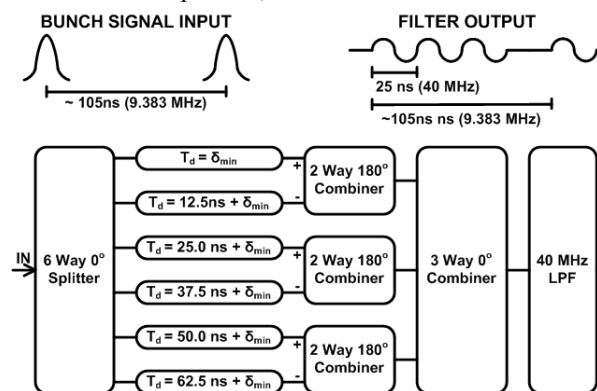 BUNCH SIGNAL INPUT
~ 105ns (9.383 MHz)
FILTER OUTPUT
25 ns (40 MHz)
~105ns ns (9.383 MHz)
IN
6 Way 0°
Splitter
T_d = δ_min
T_d = 12.5ns + δ_min
T_d = 25.0 ns + δ_min
T_d = 37.5 ns + δ_min
T_d = 50.0 ns + δ_min
T_d = 62.5 ns + δ_min
+
-
2 Way 180°
Combiner
+
-
2 Way 180°
Combiner
+
-
2 Way 180°
Combiner
3 Way 0°
Combiner
40 MHz
LPF